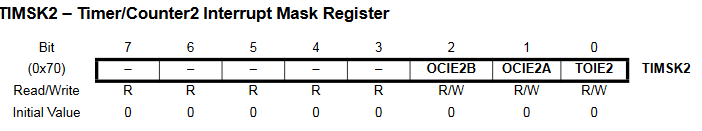 TIMSK2 – Timer/Counter2 Interrupt Mask Register
Bit 7 6 5 4 3 2 1 0
(0x70) – – – – – OCIE2B OCIE2A TOIE2 TIMSK2
Read/Write R R R R R R/W R/W R/W
Initial Value 0 0 0 0 0 0 0 0